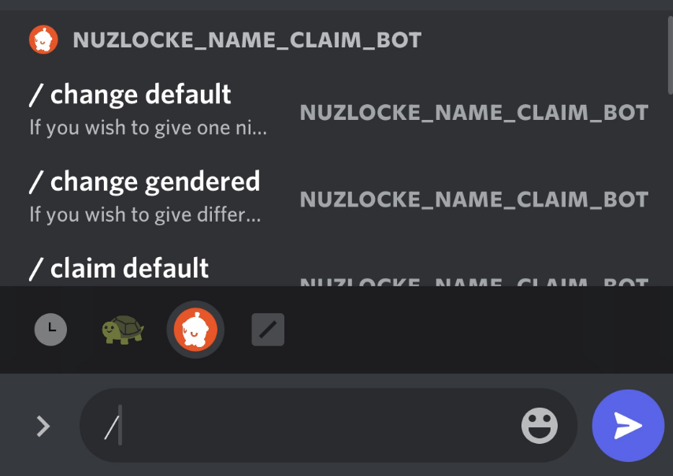 NUZLOCKE_NAME_CLAIM_BOT
/ change default
NUZLOCKE_NAME_CLAIM_BOT
If you wish to give one ni...
/ change gendered
NUZLOCKE_NAME_CLAIM_BOT
If you wish to give differ...
/ claim default
NUZLOCKE_NAME_CLAIM_BOT
/